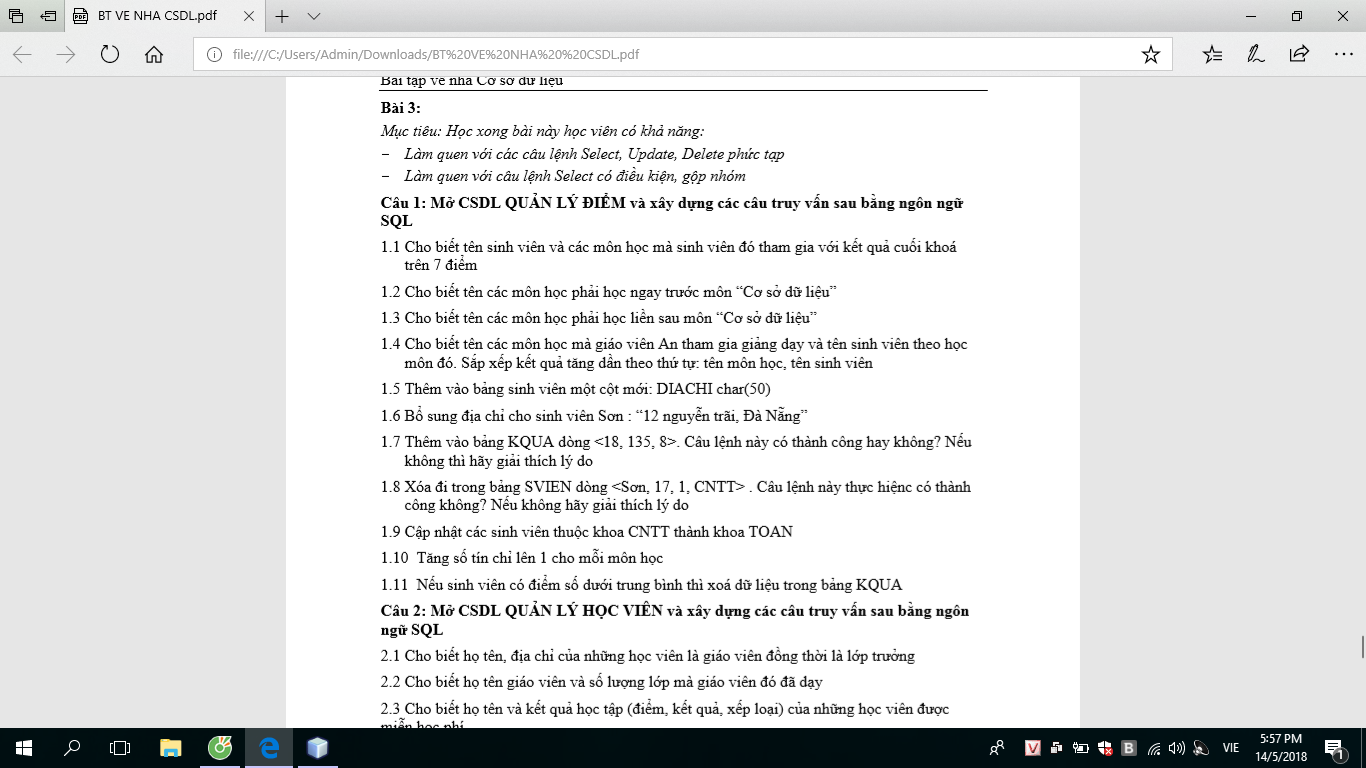 BT VE NHA CSDL.pdf
file:///C:/Users/Admin/Downloads/BT%20VE%20NHA%20%20CSDL.pdf
Bài tập về nhà Cơ sở dữ liệu
Bài 3:
Mục tiêu: Học xong bài này học viên có khả năng:
– Làm quen với các câu lệnh Select, Update, Delete phức tạp
– Làm quen với câu lệnh Select có điều kiện, gộp nhóm
Câu 1: Mở CSDL QUẢN LÝ ĐIỂM và xây dựng các câu truy vấn sau bằng ngôn ngữ
SQL
1.1 Cho biết tên sinh viên và các môn học mà sinh viên đó tham gia với kết quả cuối khoá
trên 7 điểm
1.2 Cho biết tên các môn học phải học ngay trước môn “Cơ sở dữ liệu”
1.3 Cho biết tên các môn học phải học liền sau môn “Cơ sở dữ liệu”
1.4 Cho biết tên các môn học mà giáo viên An tham gia giảng dạy và tên sinh viên theo học
môn đó. Sắp xếp kết quả tăng dần theo thứ tự: tên môn học, tên sinh viên
1.5 Thêm vào bảng sinh viên một cột mới: DIACHI char(50)
1.6 Bổ sung địa chỉ cho sinh viên Sơn : “12 nguyễn trãi, Đà Nẵng”
1.7 Thêm vào bảng KQUA dòng <18, 135, 8>. Câu lệnh này có thành công hay không? Nếu
không thì hãy giải thích lý do
1.8 Xóa đi trong bảng SVIEN dòng <Sơn, 17, 1, CNTT> . Câu lệnh này thực hiệnc có thành
công không? Nếu không hãy giải thích lý do
1.9 Cập nhật các sinh viên thuộc khoa CNTT thành khoa TOAN
1.10 Tăng số tín chỉ lên 1 cho mỗi môn học
1.11 Nếu sinh viên có điểm số dưới trung bình thì xoá dữ liệu trong bảng KQUA
Câu 2: Mở CSDL QUẢN LÝ HỌC VIÊN và xây dựng các câu truy vấn sau bằng ngôn
ngữ SQL
2.1 Cho biết họ tên, địa chỉ của những học viên là giáo viên đồng thời là lớp trưởng
2.2 Cho biết họ tên giáo viên và số lượng lớp mà giáo viên đó đã dạy
2.3 Cho biết họ tên và kết quả học tập (điểm, kết quả, xếp loại) của những học viên được
miễn học phí
VIE
5:57 PM
14/5/2018